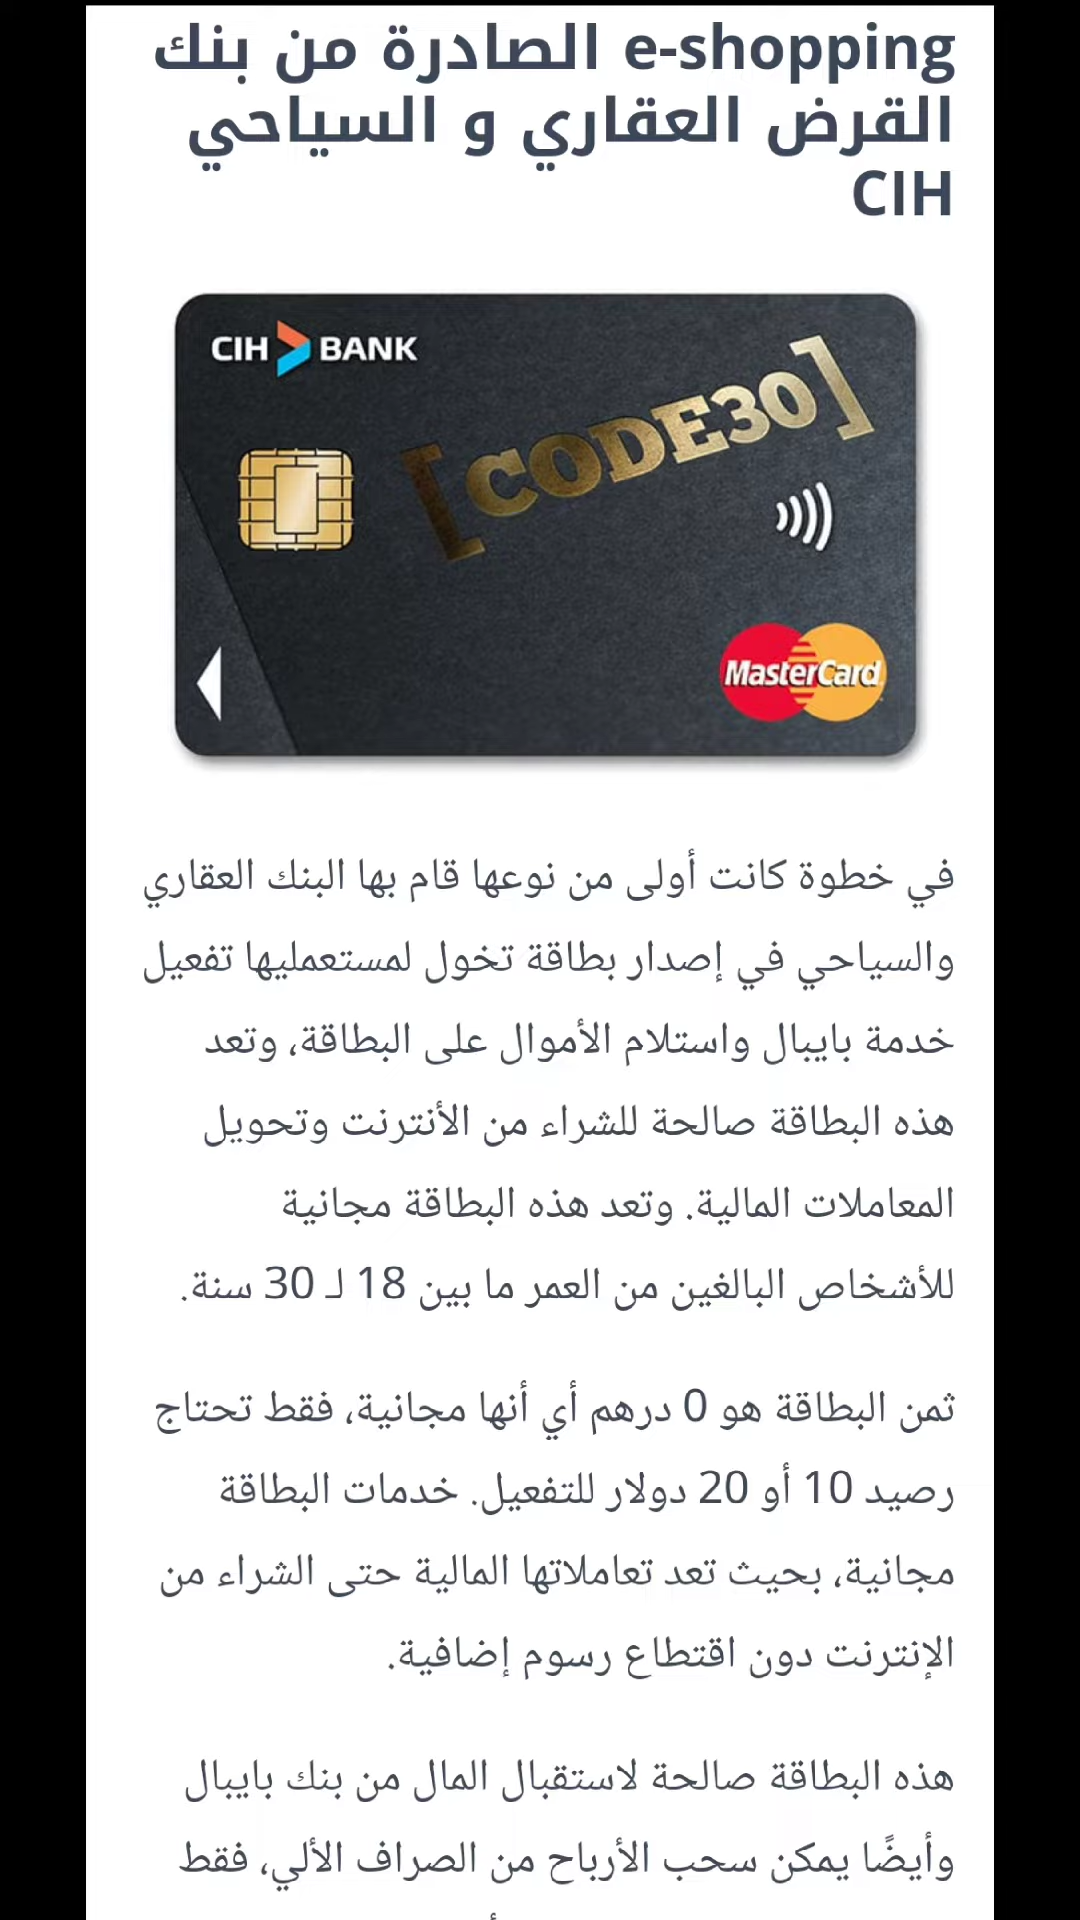 e-shopping الصادرة من بنك
القرض العقاري و السياحي
CIH
CIH BANK
[CODE30]
MasterCard
في خطوة كانت أولى من نوعها قام بها البنك العقاري
والسياحي في إصدار بطاقة تخول لمستعمليها تفعيل
خدمة بايبال واستلام الأموال على البطاقة، وتعد
هذه البطاقة صالحة للشراء من الأنترنت وتحويل
المعاملات المالية. وتعد هذه البطاقة مجانية
للأشخاص البالغين من العمر ما بين 18 لـ 30 سنة.
ثمن البطاقة هو 0 درهم أي أنها مجانية، فقط تحتاج
رصيد 10 أو 20 دولار للتفعيل. خدمات البطاقة
مجانية، بحيث تعد تعاملاتها المالية حتى الشراء من
الإنترنت دون اقتطاع رسوم إضافية.
هذه البطاقة صالحة لاستقبال المال من بنك بايبال
وأيضًا يمكن سحب الأرباح من الصراف الألي، فقط